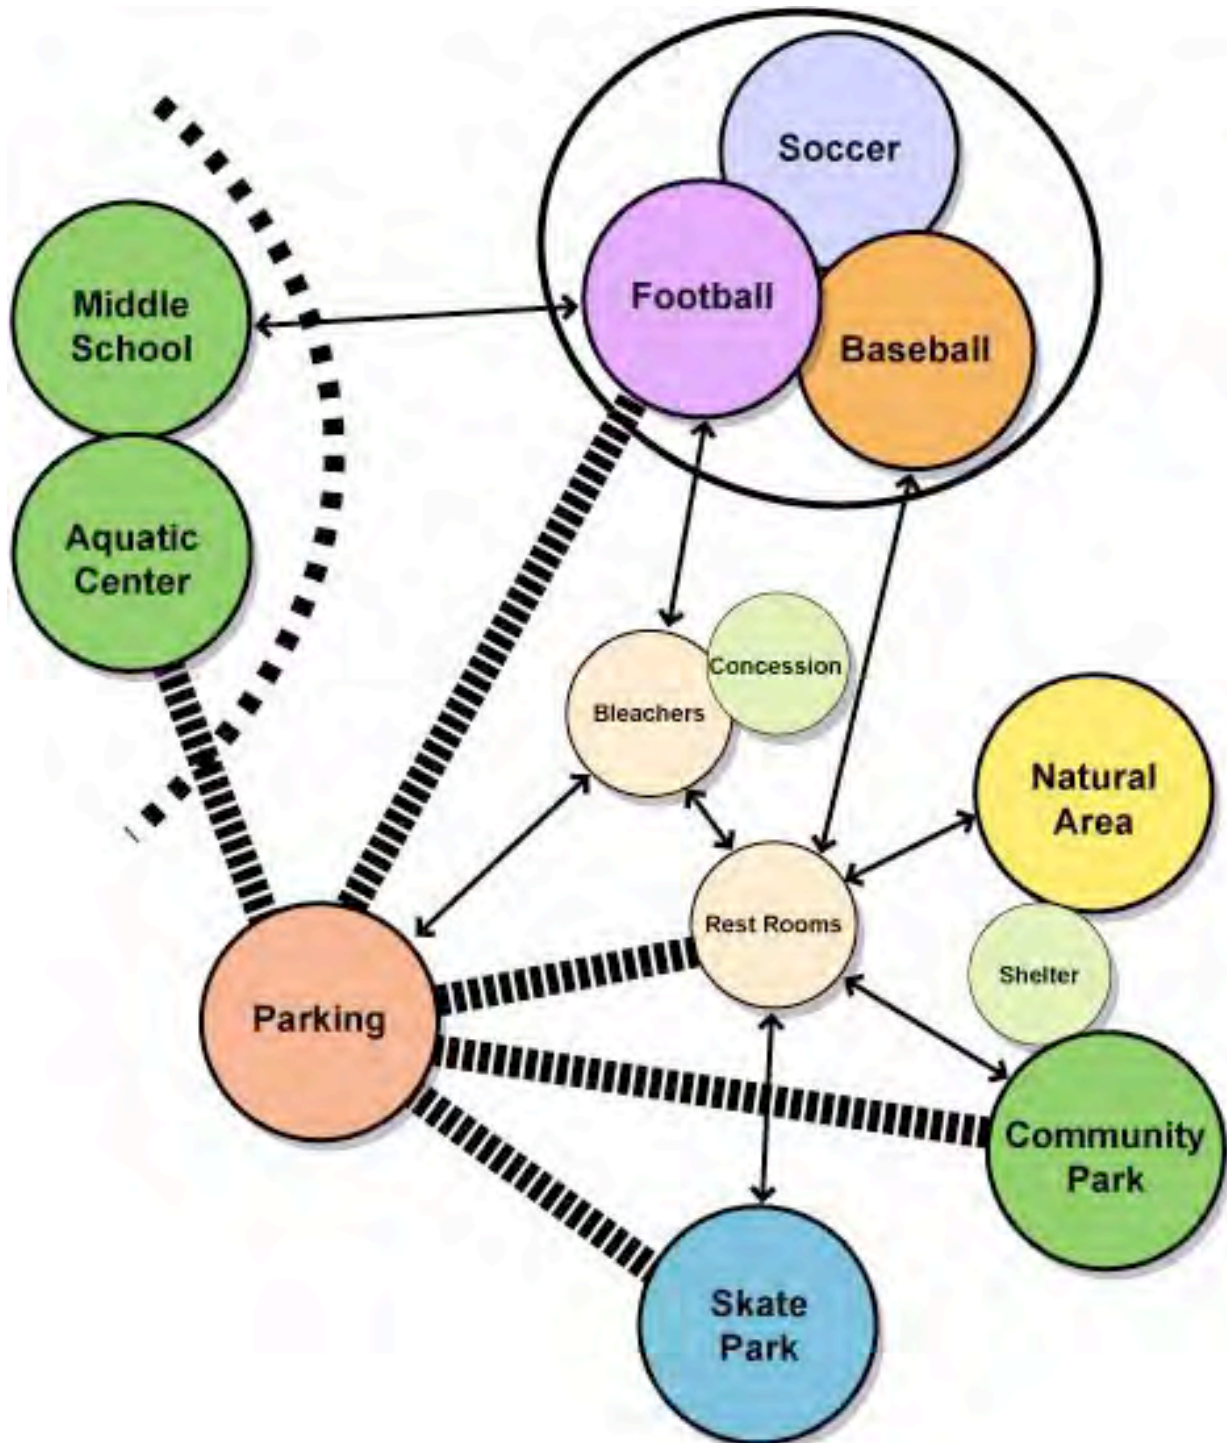 Soccer
Football
Baseball
Middle
School
Aquatic
Center
Concession
Bleachers
Natural
Area
Rest Rooms
Shelter
Parking
Community
Park
Skate
Park